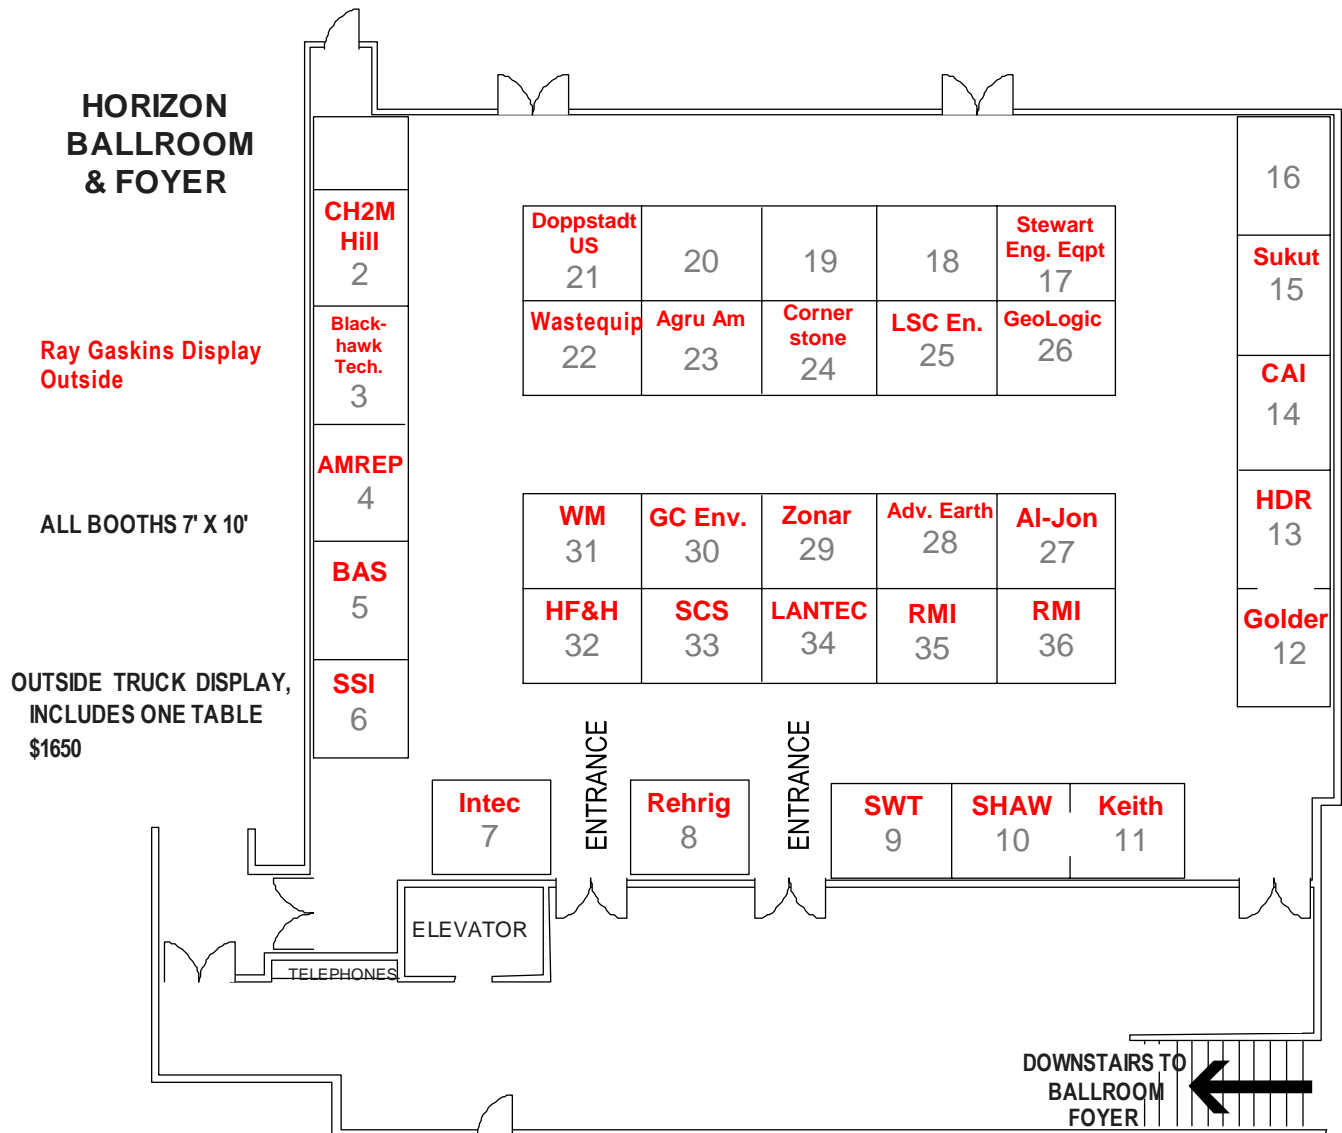 HORIZON
BALLROOM
& FOYER
Ray Gaskins Display
Outside
ALL BOOTHS 7' X 10'
OUTSIDE TRUCK DISPLAY,
INCLUDES ONE TABLE
$1650
CH2M
Hill
2
Black-
hawk
Tech.
3
AMREP
4
BAS
5
SSI
6
Doppstadt
US
21
20
19
18
Stewart
Eng. Eqpt
17
Wastequip
22
Agru Am
23
Corner
stone
24
LSC En.
25
GeoLogic
26
WM
31
GC Env.
30
Zonar
29
Adv. Earth
28
Al-Jon
27
HF&H
32
SCS
33
LANTEC
34
RMI
35
RMI
36
16
Sukut
15
CAI
14
HDR
13
Golder
12
Intec
7
ENTRANCE
Rehrig
8
ENTRANCE
SWT
9
SHAW
10
Keith
11
ELEVATOR
TELEPHONES
DOWNSTAIRS TO
BALLROOM
FOYER